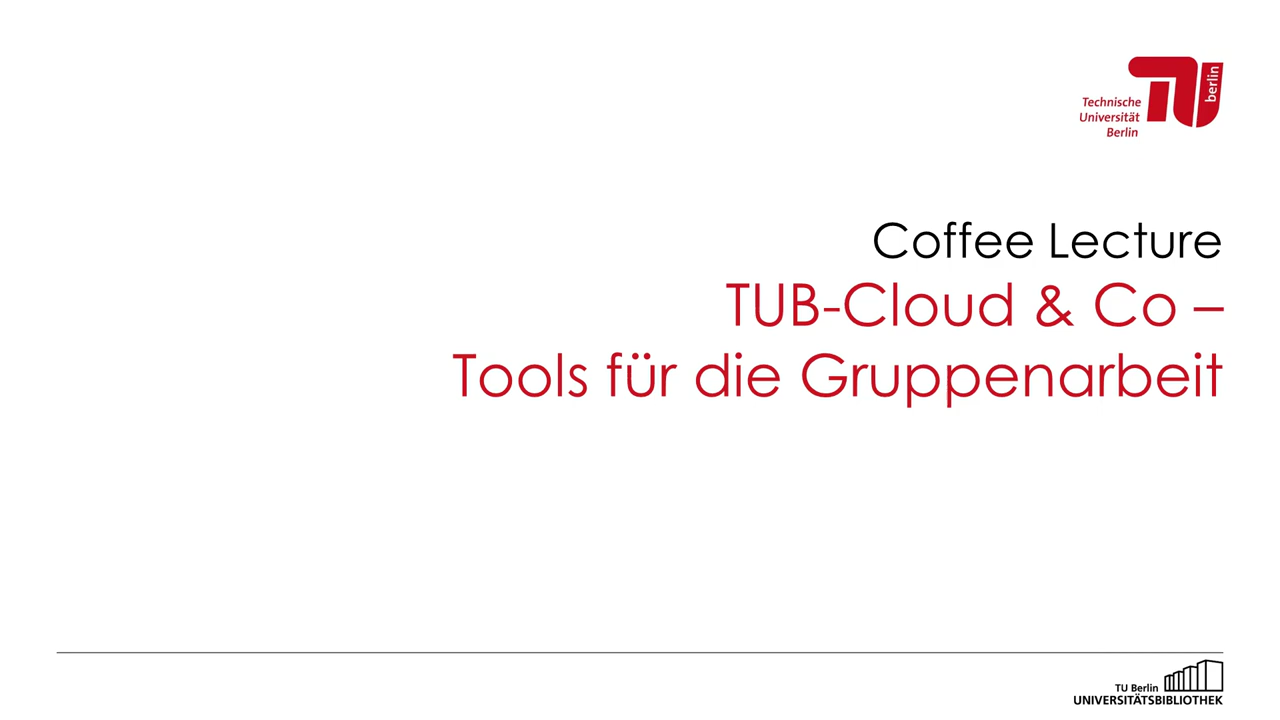 berlin
Technische
Universität
Berlin
Coffee Lecture
TUB-Cloud & Co –
Tools für die Gruppenarbeit
TU Berlin
UNIVERSITÄTSBIBLIOTHEK